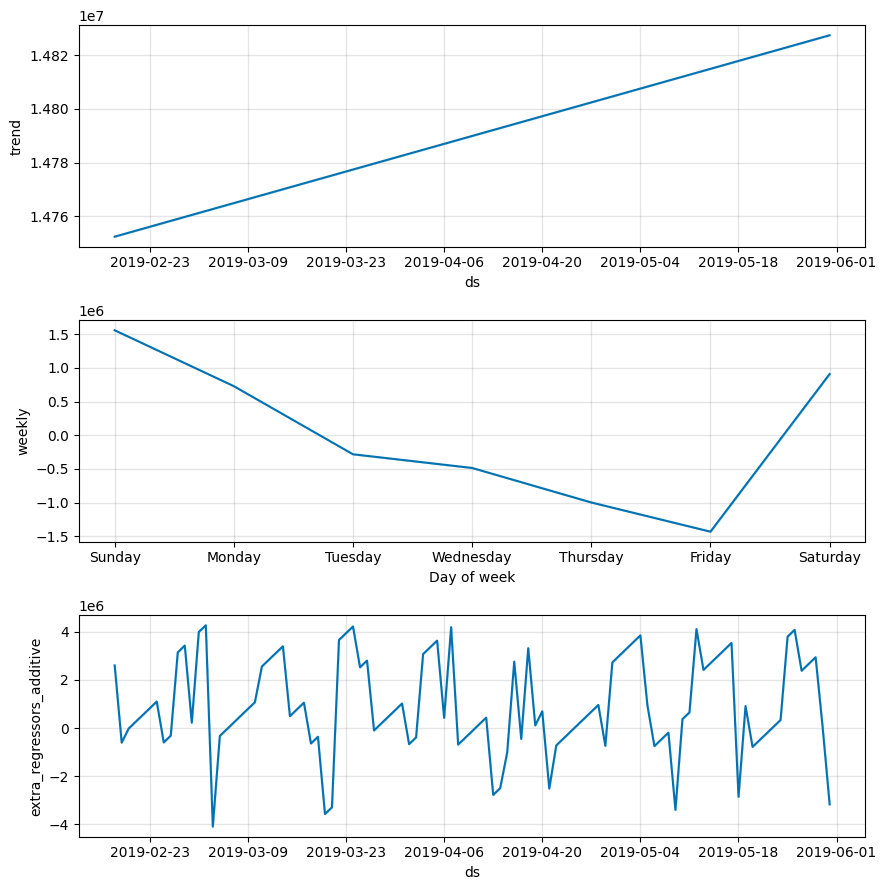 1e7
1.482
1.480
1.478
1.476
trend
2019-02-23 2019-03-09 2019-03-23 2019-04-06 2019-04-20 2019-05-04 2019-05-18 2019-06-01
ds
1e6
1.5
1.0
0.5
0.0
−0.5
−1.0
−1.5
weekly
Sunday Monday Tuesday Wednesday Thursday Friday Saturday
Day of week
1e6
4
2
0
−2
−4
extra_regressors_additive
2019-02-23 2019-03-09 2019-03-23 2019-04-06 2019-04-20 2019-05-04 2019-05-18 2019-06-01
ds